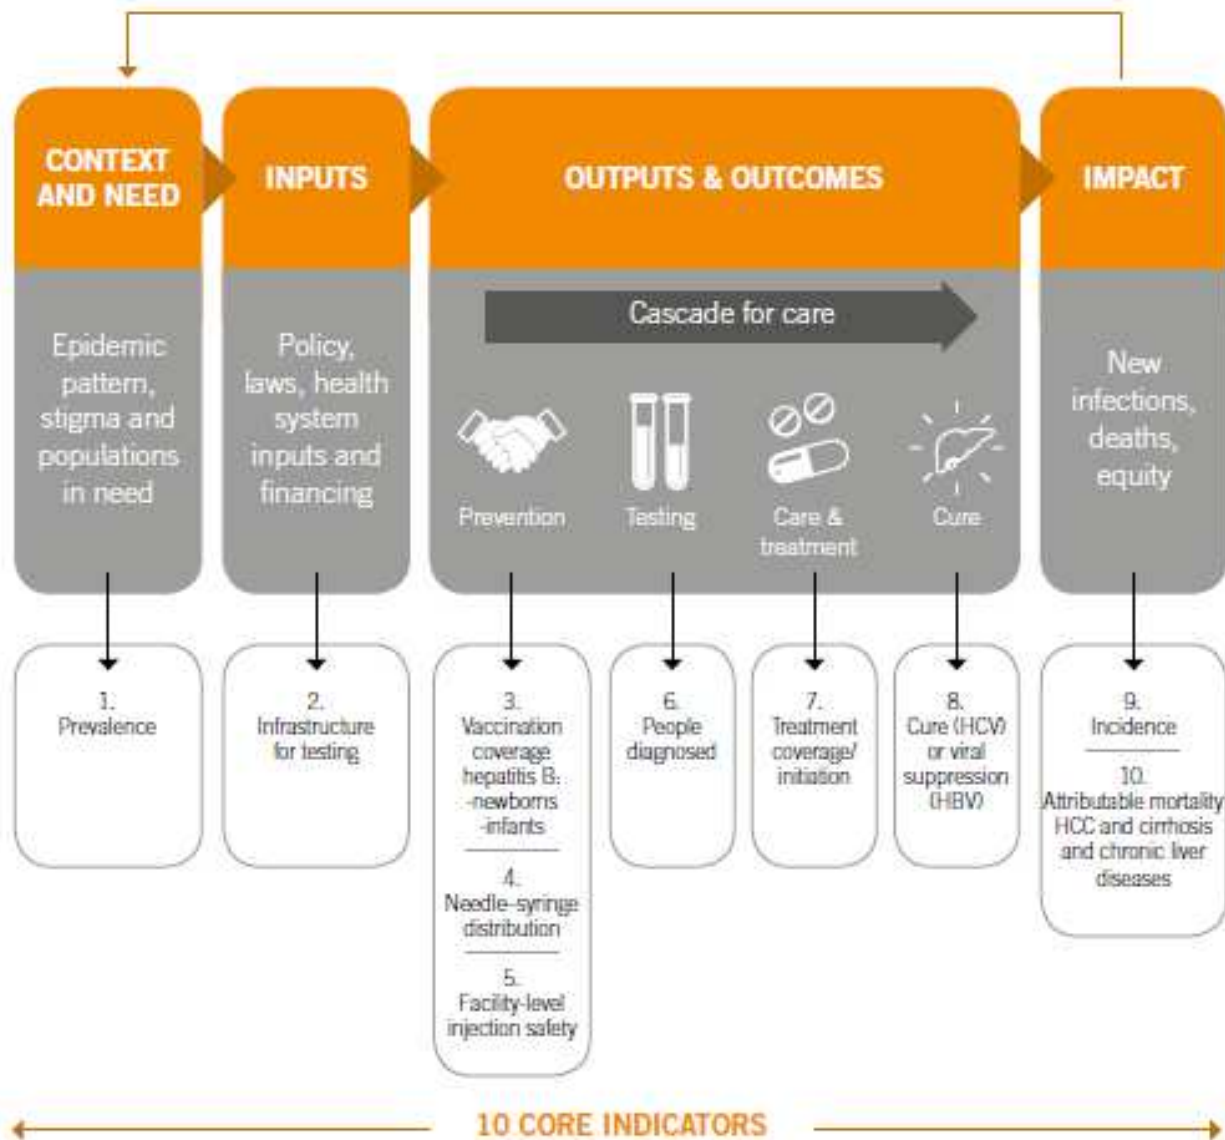 CONTEXT
AND NEED
INPUTS
OUTPUTS & OUTCOMES
IMPACT
Epidemic
pattern,
stigma and
populations
in need
Policy,
laws, health
system
inputs and
financing
Cascade for care
Prevention
Testing
Care &
treatment
Cure
New
infections,
deaths,
equity
1.
Prevalence
2.
Infrastructure
for testing
3.
Vaccination
coverage
hepatitis B:
-newborns
-infants
4.
Needle-syringe
distribution
5.
Facility-level
injection safety
6.
People
diagnosed
7.
Treatment
coverage/
initiation
8.
Cure (HCV)
or viral
suppression
(HBV)
9.
Incidence
10.
Attributable mortality
HCC and cirrhosis
and chronic liver
diseases
10 CORE INDICATORS